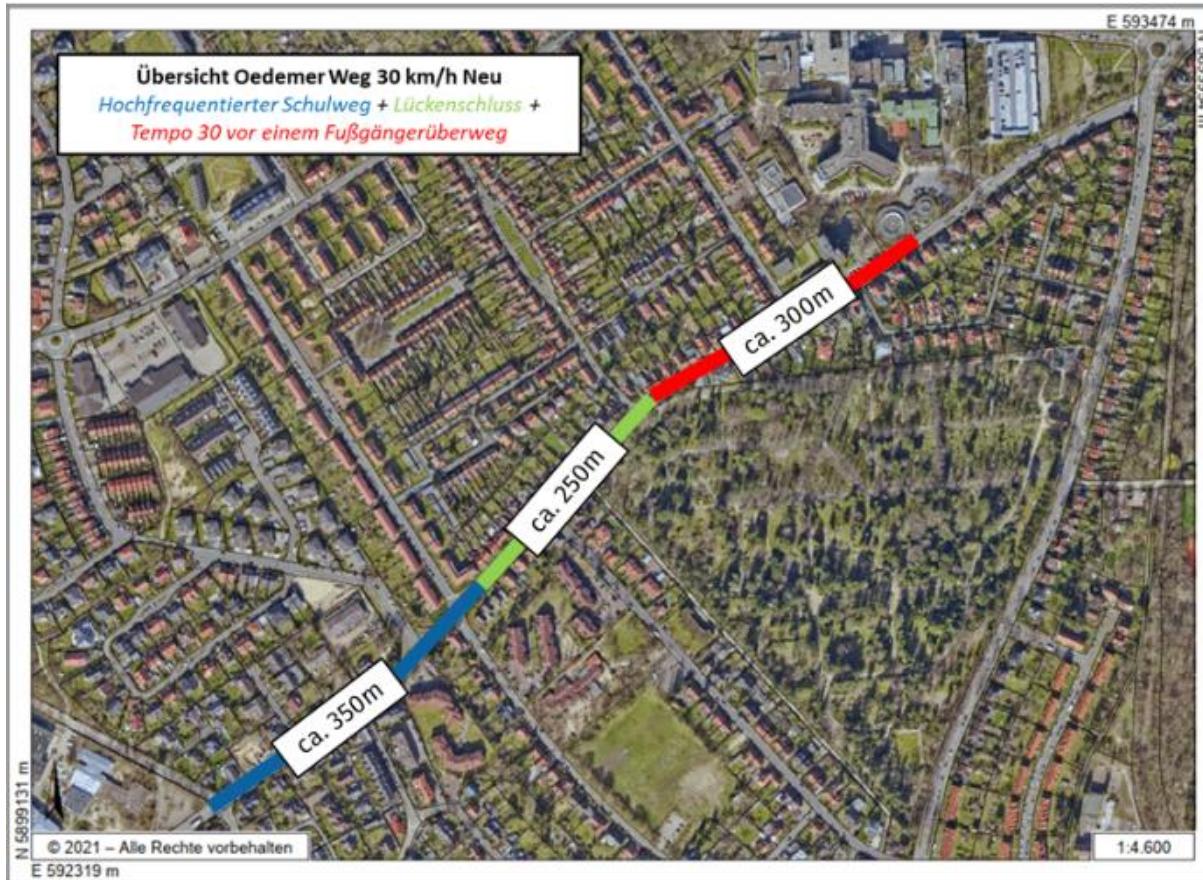 E 593474 m
Übersicht Oedemer Weg 30 km/h Neu
Hochfrequentierter Schulweg + Lückenschluss +
Tempo 30 vor einem Fußgängerüberweg
ca. 300m
ca. 250m
ca. 350m
N 5899131 m
© 2021 – Alle Rechte vorbehalten
1:4.600
E 592319 m